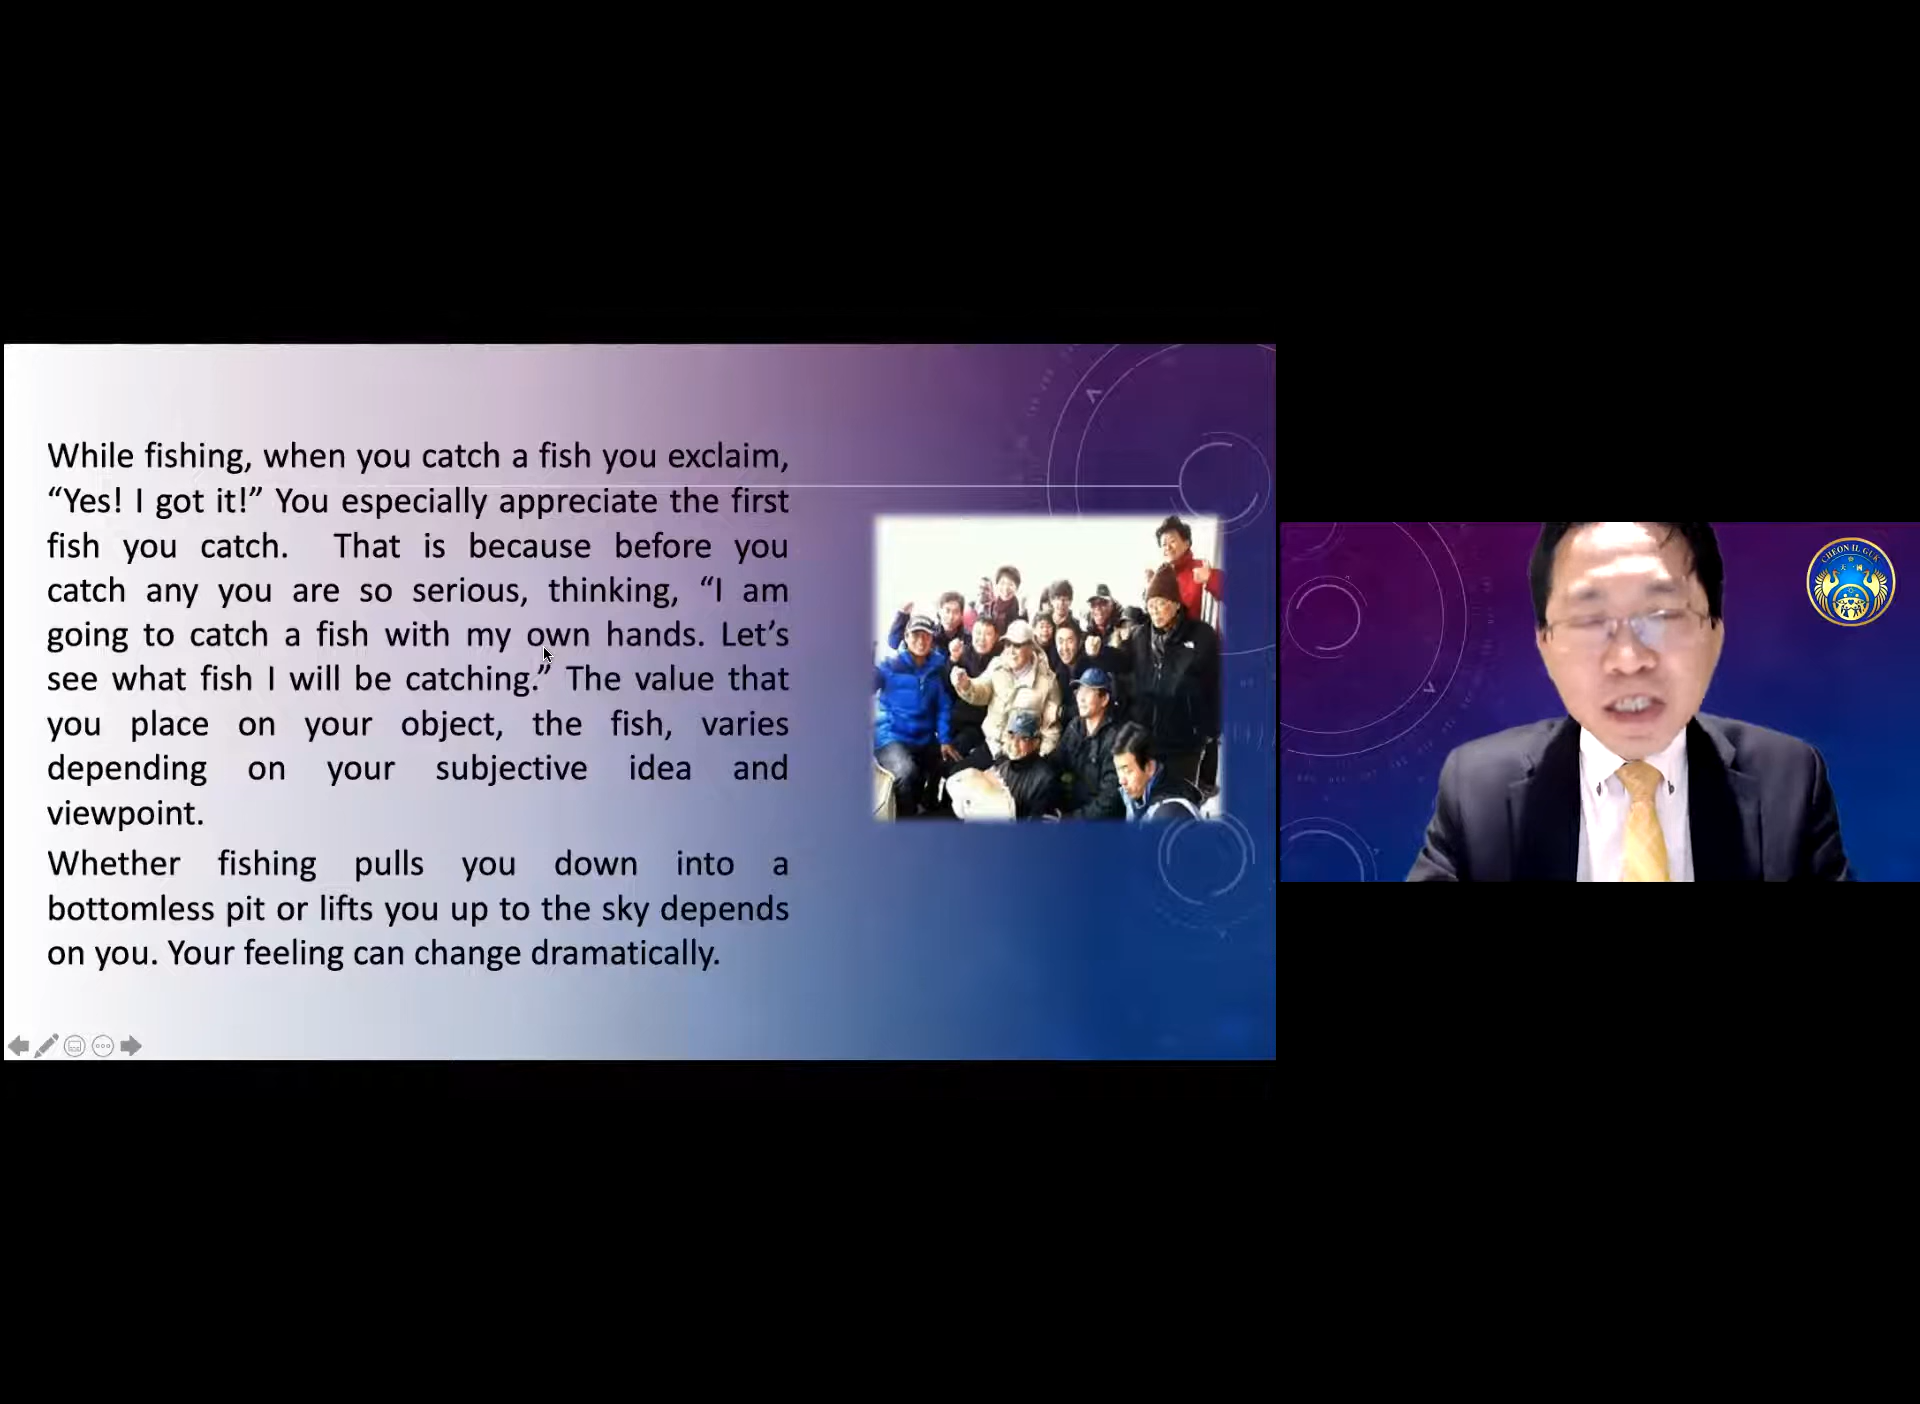 While fishing, when you catch a fish you exclaim,
“Yes! I got it!” You especially appreciate the first
fish you catch.  That is because before you
catch any you are so serious, thinking, “I am
going to catch a fish with my own hands. Let’s
see what fish I will be catching.” The value that
you place on your object, the fish, varies
depending on your subjective idea and
viewpoint.
Whether fishing pulls you down into a
bottomless pit or lifts you up to the sky depends
on you. Your feeling can change dramatically.
CHEON IL GUK